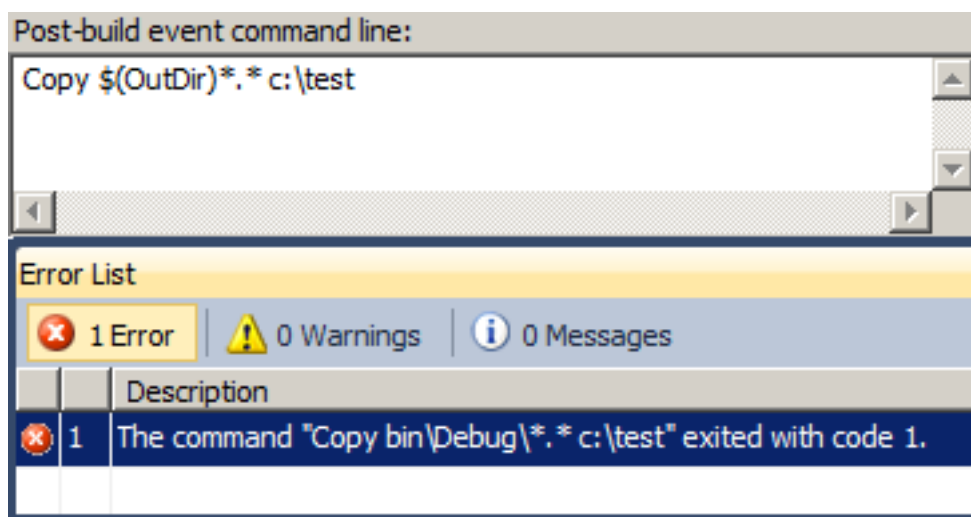 Post-build event command line:
Copy $(OutDir)*.* c:\test
Error List
1 Error 0 Warnings 0 Messages
Description
1 The command "Copy bin\Debug\*.* c:\test" exited with code 1.